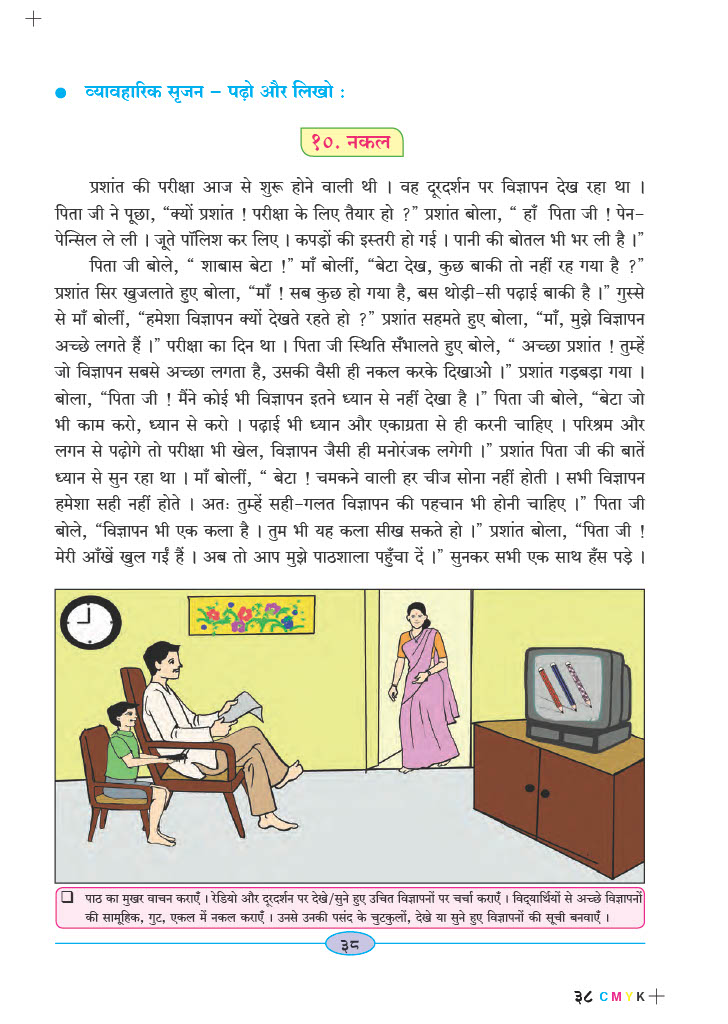 ● व्यावहारिक सृजन – पढ़ो और लिखो :
१०. नकल
प्रशांत की परीक्षा आज से शुरू होने वाली थी । वह दूरदर्शन पर विज्ञापन देख रहा था ।
पिता जी ने पूछा, “क्यों प्रशांत ! परीक्षा के लिए तैयार हो ?” प्रशांत बोला, “ हाँ पिता जी ! पेन-
पेन्सिल ले ली । जूते पॉलिश कर लिए । कपड़ों की इस्तरी हो गई । पानी की बोतल भी भर ली है ।”
पिता जी बोले, “ शाबास बेटा !” माँ बोलीं, “बेटा देख, कुछ बाकी तो नहीं रह गया है ?”
प्रशांत सिर खुजलाते हुए बोला, “माँ ! सब कुछ हो गया है, बस थोड़ी-सी पढ़ाई बाकी है ।” गुस्से
से माँ बोलीं, “हमेशा विज्ञापन क्यों देखते रहते हो ?” प्रशांत सहमते हुए बोला, “माँ, मुझे विज्ञापन
अच्छे लगते हैं ।” परीक्षा का दिन था । पिता जी स्थिति सँभालते हुए बोले, “ अच्छा प्रशांत ! तुम्हें
जो विज्ञापन सबसे अच्छा लगता है, उसकी वैसी ही नकल करके दिखाओ ।” प्रशांत गड़बड़ा गया ।
बोला, “पिता जी ! मैंने कोई भी विज्ञापन इतने ध्यान से नहीं देखा है ।” पिता जी बोले, “बेटा जो
भी काम करो, ध्यान से करो । पढ़ाई भी ध्यान और एकाग्रता से ही करनी चाहिए । परिश्रम और
लगन से पढ़ोगे तो परीक्षा भी खेल, विज्ञापन जैसी ही मनोरंजक लगेगी ।” प्रशांत पिता जी की बातें
ध्यान से सुन रहा था । माँ बोलीं, “ बेटा ! चमकने वाली हर चीज सोना नहीं होती । सभी विज्ञापन
हमेशा सही नहीं होते । अतः तुम्हें सही-गलत विज्ञापन की पहचान भी होनी चाहिए ।” पिता जी
बोले, “विज्ञापन भी एक कला है । तुम भी यह कला सीख सकते हो ।” प्रशांत बोला, “पिता जी !
मेरी आँखें खुल गईं हैं । अब तो आप मुझे पाठशाला पहुँचा दें ।” सुनकर सभी एक साथ हँस पड़े ।
❑ पाठ का मुखर वाचन कराएँ । रेडियो और दूरदर्शन पर देखे/सुने हुए उचित विज्ञापनों पर चर्चा कराएँ । विद्यार्थियों से अच्छे विज्ञापनों
की सामूहिक, गुट, एकल में नकल कराएँ । उनसे उनकी पसंद के चुटकुलों, देखे या सुने हुए विज्ञापनों की सूची बनवाएँ ।
३८
३८ C M Y K